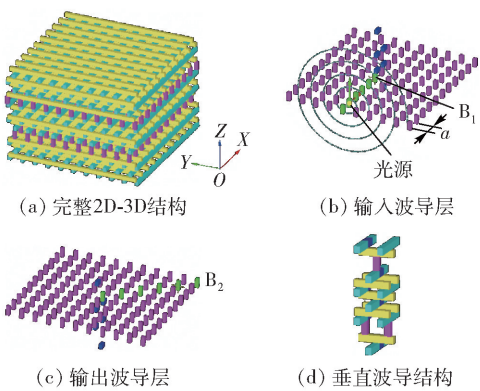 Z
X
Y
O
B₁
a
光源
(a) 完整2D-3D结构
(b) 输入波导层
B₂
(c) 输出波导层
(d) 垂直波导结构